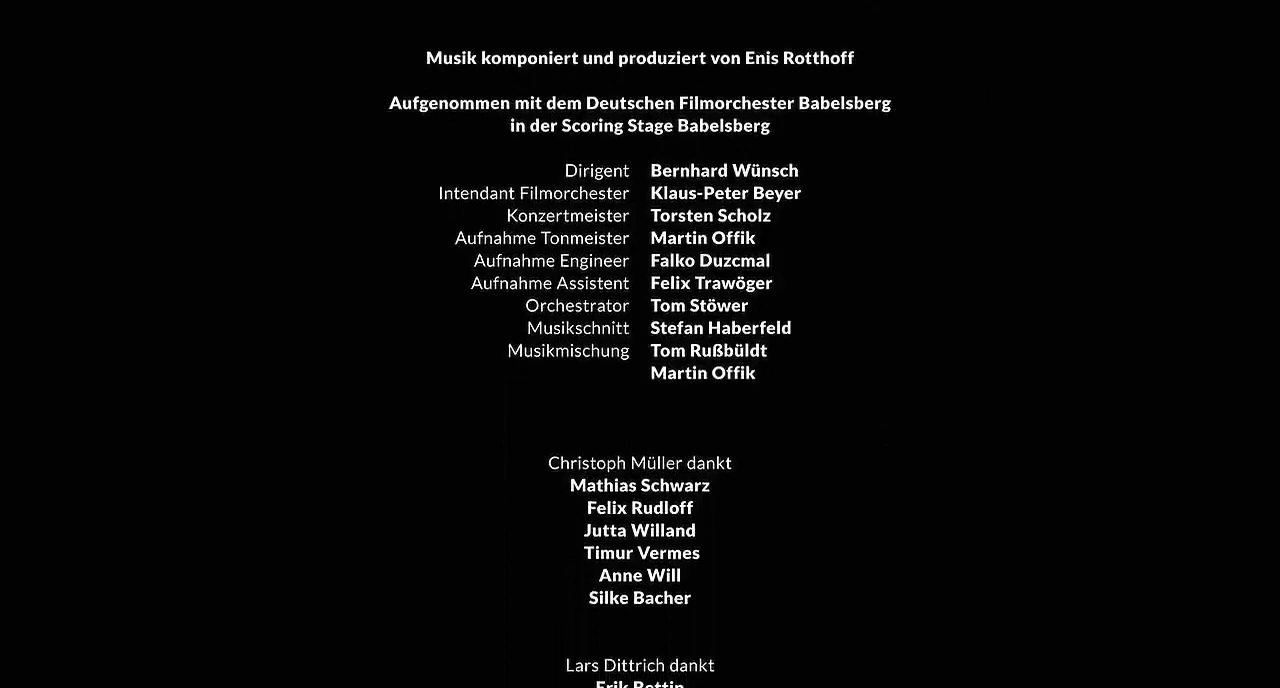 Musik komponiert und produziert von Enis Rotthoff
Aufgenommen mit dem Deutschen Filmorchester Babelsberg
in der Scoring Stage Babelsberg
Dirigent Bernhard Wünsch
Intendant Filmorchester Klaus-Peter Beyer
Konzertmeister Torsten Scholz
Aufnahme Tonmeister Martin Offik
Aufnahme Engineer Falko Duzcmal
Aufnahme Assistent Felix Trawöger
Orchestrator Tom Stöwer
Musikschnitt Stefan Haberfeld
Musikmischung Tom Rußbüldt
Martin Offik
Christoph Müller dankt
Mathias Schwarz
Felix Rudloff
Jutta Willand
Timur Vermes
Anne Will
Silke Bacher
Lars Dittrich dankt
Erik